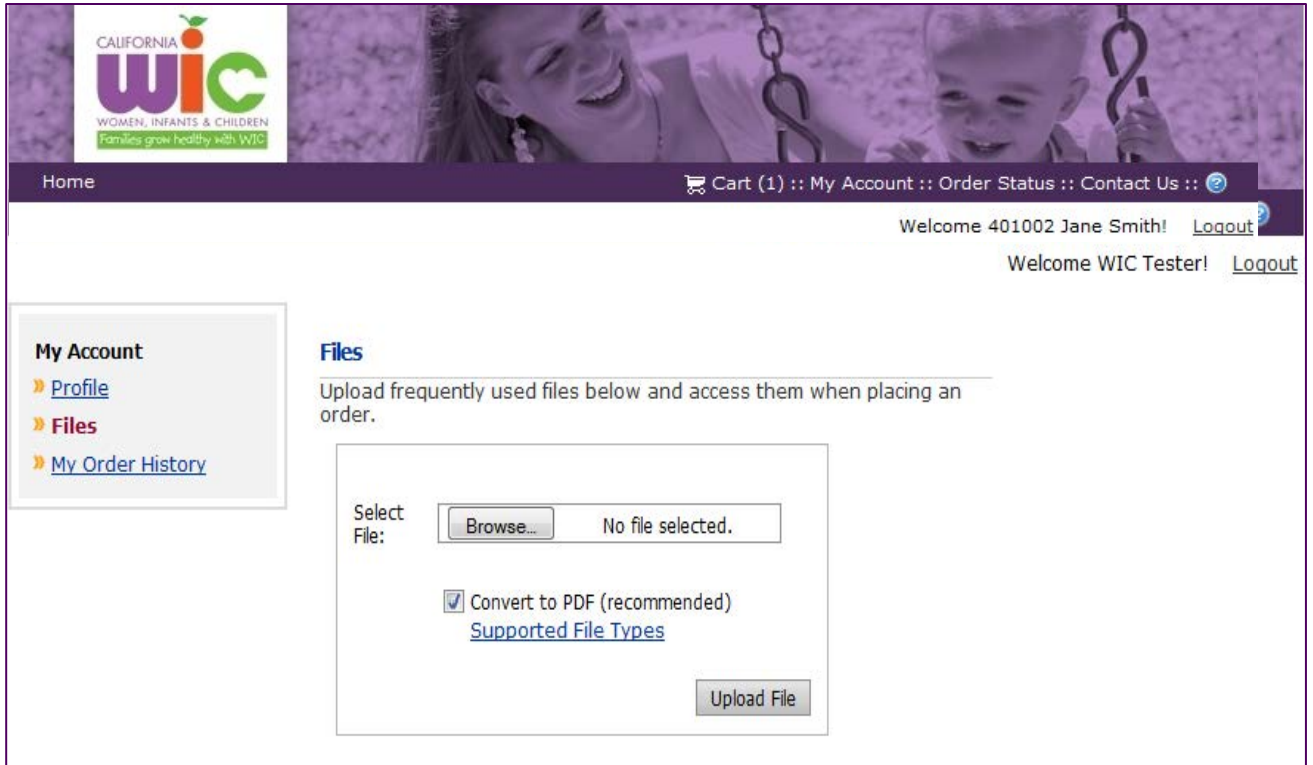 CALIFORNIA
wic
WOMEN, INFANTS & CHILDREN
Families grow healthy with WIC
Home
Cart (1) :: My Account :: Order Status :: Contact Us :: ?
Welcome 401002 Jane Smith! Logout
?
Welcome WIC Tester! Logout
My Account
» Profile
» Files
» My Order History
Files
Upload frequently used files below and access them when placing an
order.
Select
File:
Browse... No file selected.
Convert to PDF (recommended)
Supported File Types
Upload File